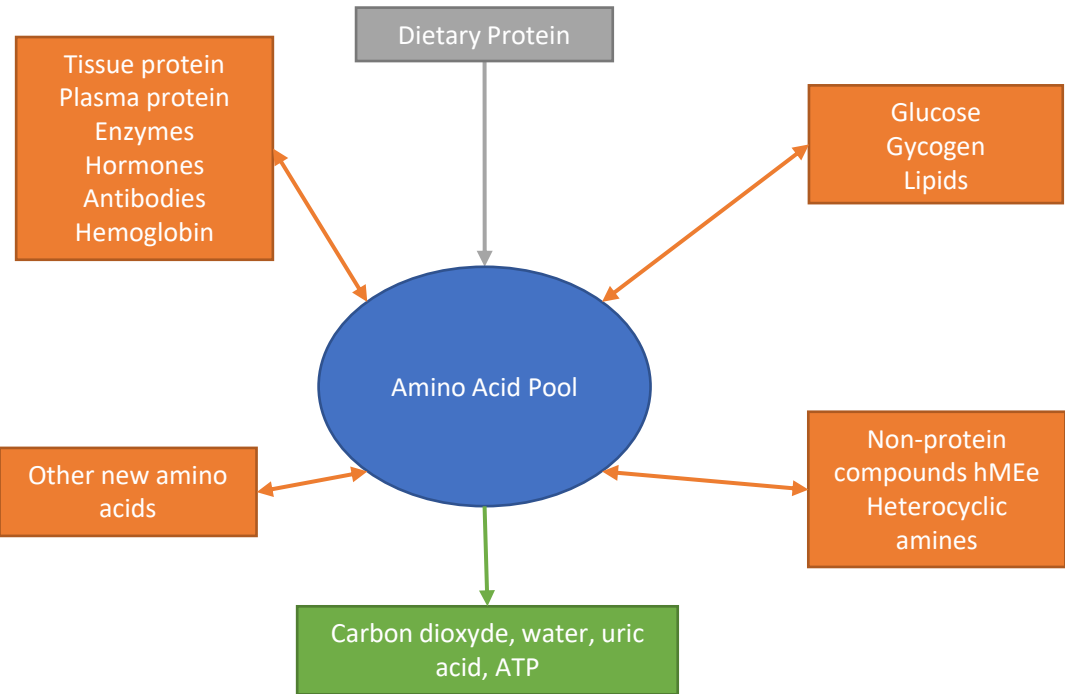 Dietary Protein
Tissue protein
Plasma protein
Enzymes
Hormones
Antibodies
Hemoglobin
Glucose
Gycogen
Lipids
Amino Acid Pool
Other new amino
acids
Non-protein
compounds hMEe
Heterocyclic
amines
Carbon dioxyde, water, uric
acid, ATP